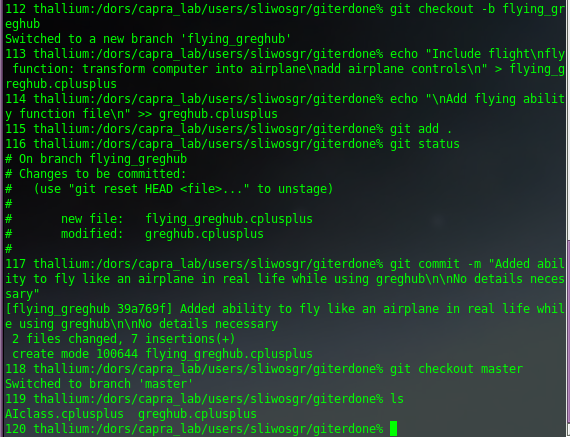 112 thallium:/dors/capra_lab/users/sliwosgr/giterdone% git checkout -b flying_gr
eghub
Switched to a new branch 'flying_greghub'
113 thallium:/dors/capra_lab/users/sliwosgr/giterdone% echo "Include flight\nfly
 function: transform computer into airplane\nadd airplane controls\n" > flying_g
reghub.cplusplus
114 thallium:/dors/capra_lab/users/sliwosgr/giterdone% echo "\nAdd flying abilit
y function file\n" >> greghub.cplusplus
115 thallium:/dors/capra_lab/users/sliwosgr/giterdone% git add .
116 thallium:/dors/capra_lab/users/sliwosgr/giterdone% git status
# On branch flying_greghub
# Changes to be committed:
#   (use "git reset HEAD <file>..." to unstage)
#
#       new file:   flying_greghub.cplusplus
#       modified:   greghub.cplusplus
#
117 thallium:/dors/capra_lab/users/sliwosgr/giterdone% git commit -m "Added abil
ity to fly like an airplane in real life while using greghub\n\nNo details neces
sary"
[flying_greghub 39a769f] Added ability to fly like an airplane in real life whil
e using greghub\n\nNo details necessary
 2 files changed, 7 insertions(+)
 create mode 100644 flying_greghub.cplusplus
118 thallium:/dors/capra_lab/users/sliwosgr/giterdone% git checkout master
Switched to branch 'master'
119 thallium:/dors/capra_lab/users/sliwosgr/giterdone% ls
AIclass.cplusplus  greghub.cplusplus
120 thallium:/dors/capra_lab/users/sliwosgr/giterdone%